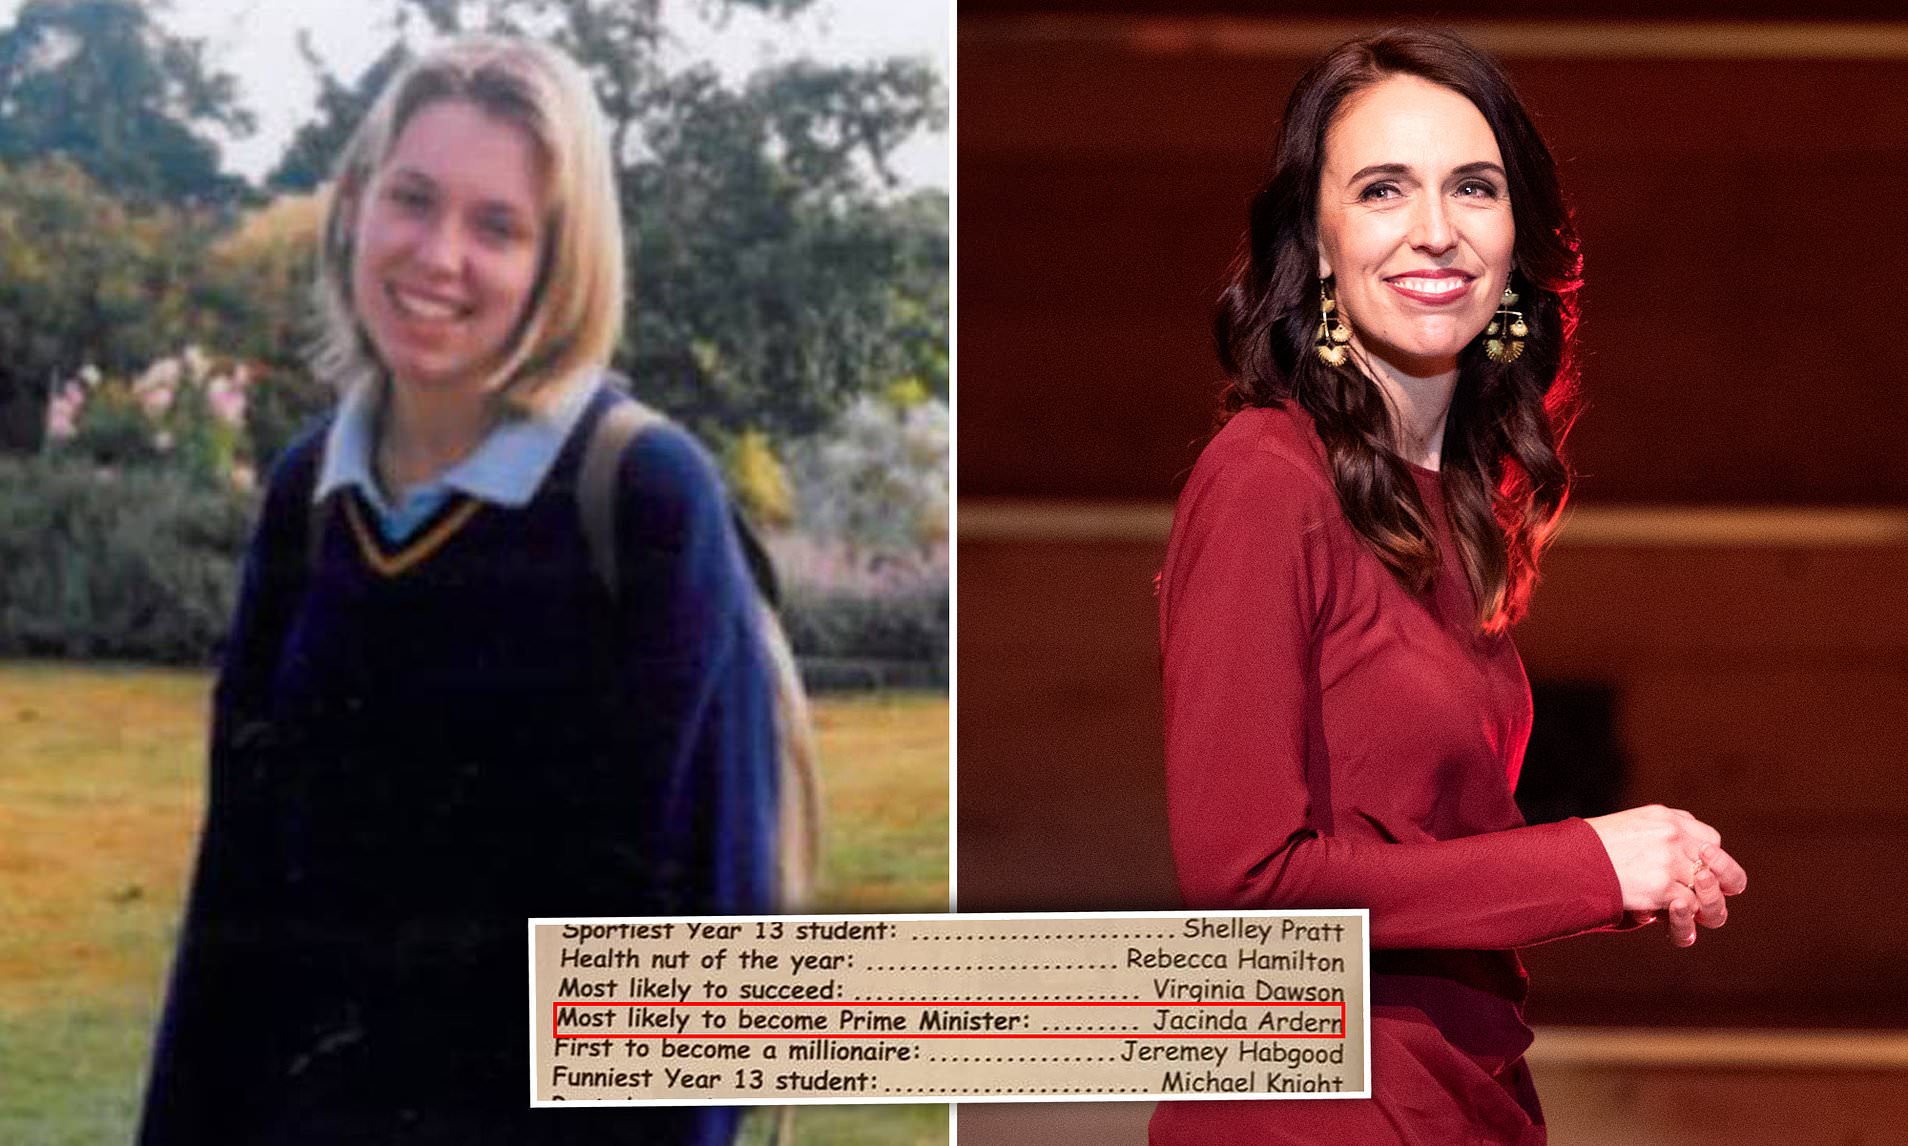 Sportiest Year 13 student: ........................ Shelley Pratt
Health nut of the year: ....................... Rebecca Hamilton
Most likely to succeed: .......................... Virginia Dawson
Most likely to become Prime Minister: ......... Jacinda Ardern
First to become a millionaire: ................. Jeremey Habgood
Funniest Year 13 student: ........................ Michael Knight